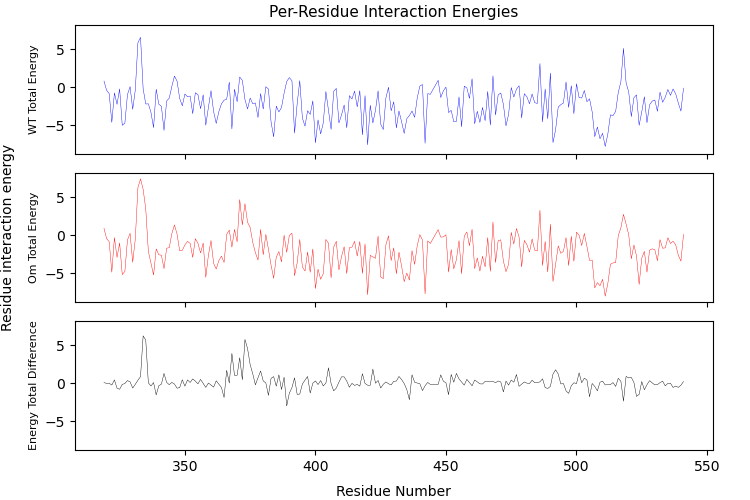 Per-Residue Interaction Energies
Residue interaction energy
WT Total Energy
5
0
−5
Om Total Energy
5
0
−5
Energy Total Difference
5
0
−5
350
400
450
500
550
Residue Number